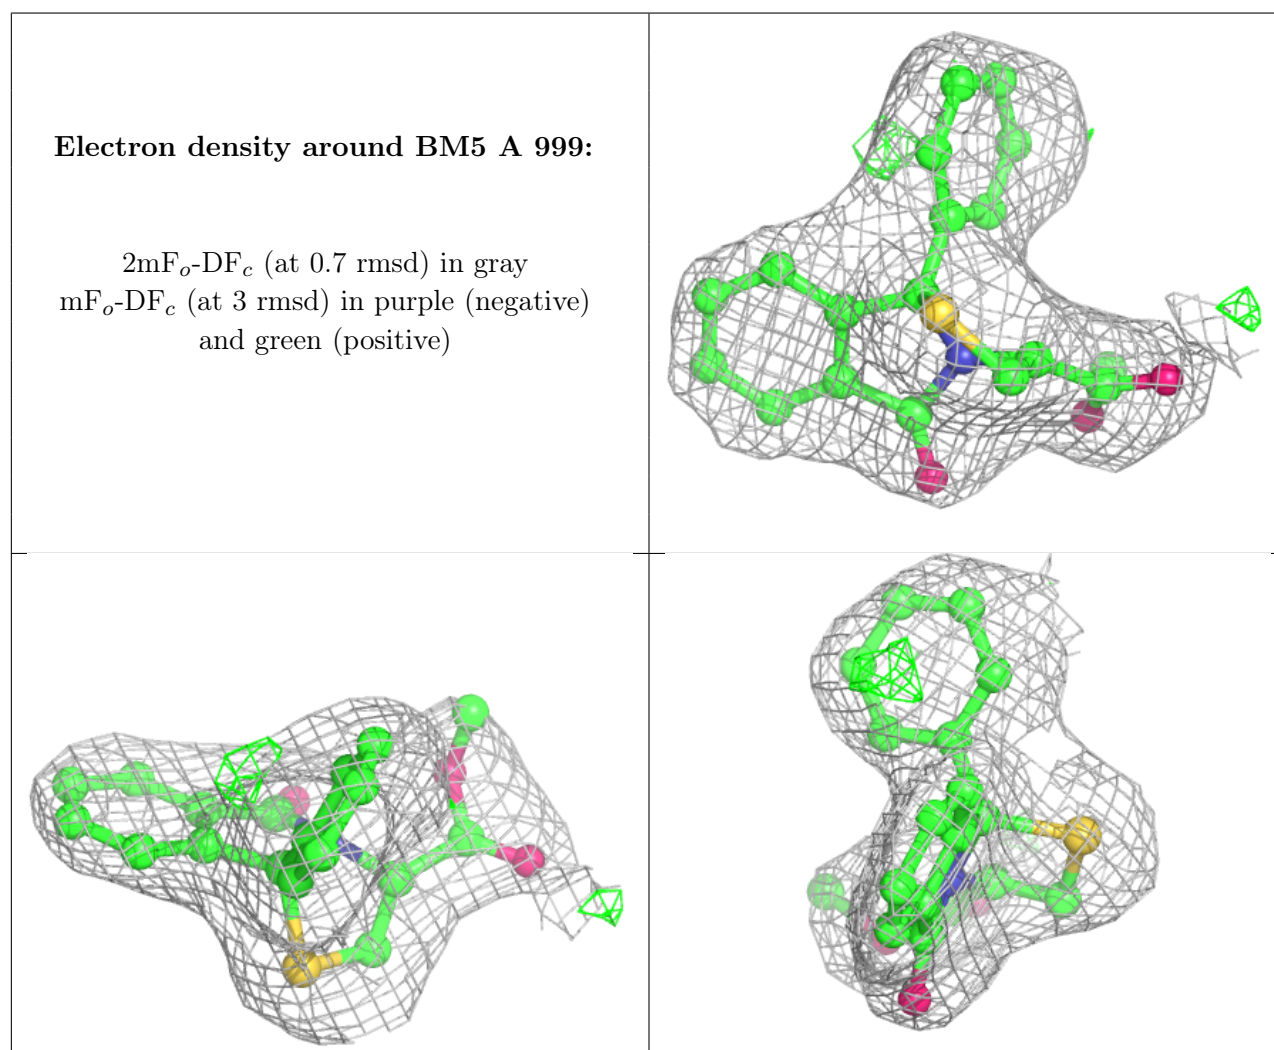 Electron density around BM5 A 999:
2mFo-DFc (at 0.7 rmsd) in gray
mFo-DFc (at 3 rmsd) in purple (negative)
and green (positive)